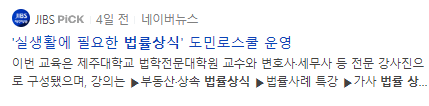 JIBS
JIBS PiCK · 4일 전 · 네이버뉴스
'실생활에 필요한 법률상식' 도민로스쿨 운영
이번 교육은 제주대학교 법학전문대학원 교수와 변호사·세무사 등 전문 강사진으
로 구성됐으며, 강의는 ▶부동산·상속 법률상식 ▶법률사례 특강 ▶가사 법률 상...